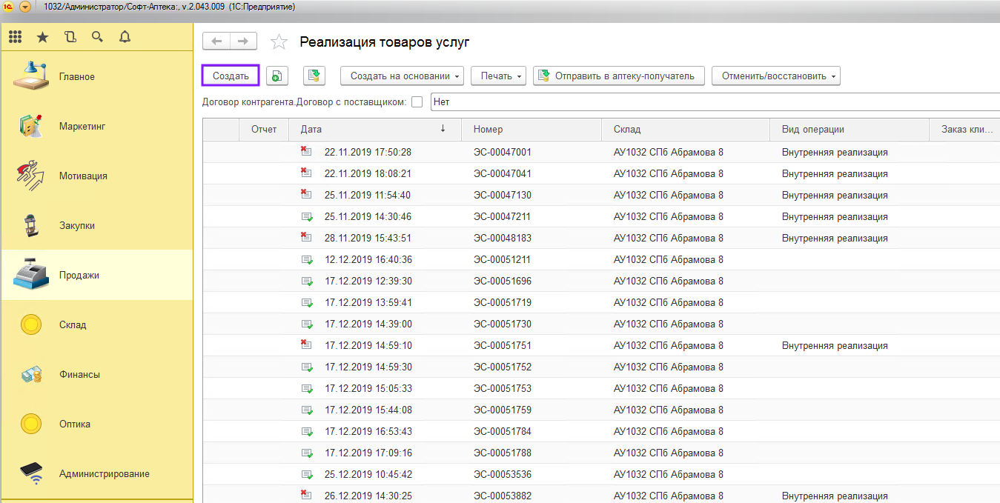 1С 1032/Администратор/Софт-Аптека:, v.2.043.009 (1С:Предприятие)
Главное
Маркетинг
Мотивация
Закупки
Продажи
Склад
Финансы
Оптика
Администрирование
Реализация товаров услуг
Создать Создать на основании Печать Отправить в аптеку-получатель Отменить/восстановить
Договор контрагента.Договор с поставщиком: Нет
Отчет Дата ↓ Номер Склад Вид операции Заказ кли...
22.11.2019 17:50:28 ЭС-00047001 АУ1032 СПб Абрамова 8 Внутренняя реализация
22.11.2019 18:08:21 ЭС-00047041 АУ1032 СПб Абрамова 8 Внутренняя реализация
25.11.2019 11:54:40 ЭС-00047130 АУ1032 СПб Абрамова 8 Внутренняя реализация
25.11.2019 14:30:46 ЭС-00047211 АУ1032 СПб Абрамова 8 Внутренняя реализация
28.11.2019 15:43:51 ЭС-00048183 АУ1032 СПб Абрамова 8 Внутренняя реализация
12.12.2019 16:40:36 ЭС-00051211 АУ1032 СПб Абрамова 8
17.12.2019 12:39:30 ЭС-00051696 АУ1032 СПб Абрамова 8
17.12.2019 13:59:41 ЭС-00051719 АУ1032 СПб Абрамова 8
17.12.2019 14:39:00 ЭС-00051730 АУ1032 СПб Абрамова 8
17.12.2019 14:59:10 ЭС-00051751 АУ1032 СПб Абрамова 8 Внутренняя реализация
17.12.2019 14:59:30 ЭС-00051752 АУ1032 СПб Абрамова 8
17.12.2019 15:05:33 ЭС-00051753 АУ1032 СПб Абрамова 8
17.12.2019 15:44:08 ЭС-00051759 АУ1032 СПб Абрамова 8
17.12.2019 16:53:43 ЭС-00051784 АУ1032 СПб Абрамова 8
17.12.2019 17:09:16 ЭС-00051788 АУ1032 СПб Абрамова 8
25.12.2019 10:45:42 ЭС-00053536 АУ1032 СПб Абрамова 8
26.12.2019 14:30:25 ЭС-00053882 АУ1032 СПб Абрамова 8 Внутренняя реализация